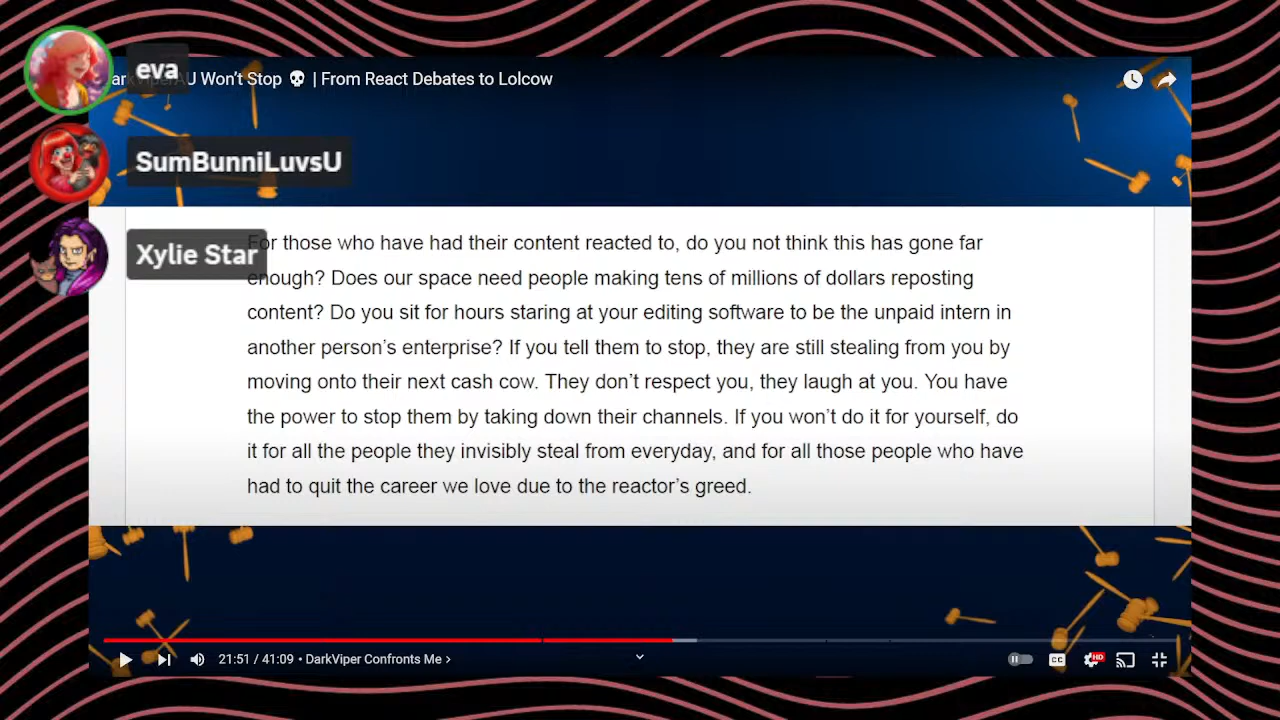 eva
arkViperAU Won't Stop 💀 | From React Debates to Lolcow
SumBunniLuvsU
Xylie Star
For those who have had their content reacted to, do you not think this has gone far
enough? Does our space need people making tens of millions of dollars reposting
content? Do you sit for hours staring at your editing software to be the unpaid intern in
another person's enterprise? If you tell them to stop, they are still stealing from you by
moving onto their next cash cow. They don't respect you, they laugh at you. You have
the power to stop them by taking down their channels. If you won't do it for yourself, do
it for all the people they invisibly steal from everyday, and for all those people who have
had to quit the career we love due to the reactor's greed.
21:51 / 41:09 • DarkViper Confronts Me >
CC
HD